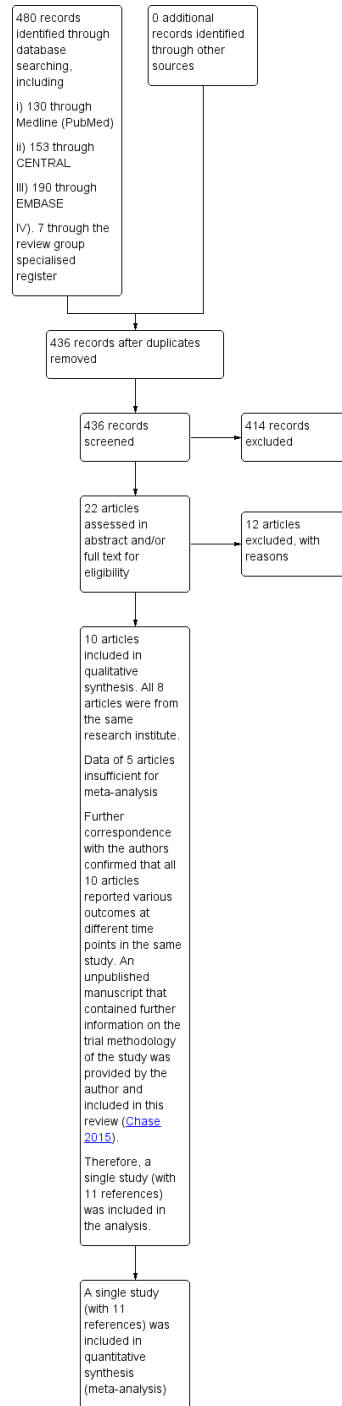 480 records
identified through
database
searching,
including
i) 130 through
Medline (PubMed)
ii) 153 through
CENTRAL
III) 190 through
EMBASE
IV). 7 through the
review group
specialised
register
0 additional
records identified
through other
sources
436 records after duplicates
removed
436 records
screened
414 records
excluded
22 articles
assessed in
abstract and/or
full text for
eligibility
12 articles
excluded, with
reasons
10 articles
included in
qualitative
synthesis. All 8
articles were from
the same
research institute.
Data of 5 articles
insufficient for
meta-analysis
Further
correspondence
with the authors
confirmed that all
10 articles
reported various
outcomes at
different time
points in the same
study. An
unpublished
manuscript that
contained further
information on the
trial methodology
of the study was
provided by the
author and
included in this
review (Chase
2015).
Therefore, a
single study (with
11 references)
was included in
the analysis.
A single study
(with 11
references) was
included in
quantitative
synthesis
(meta-analysis)